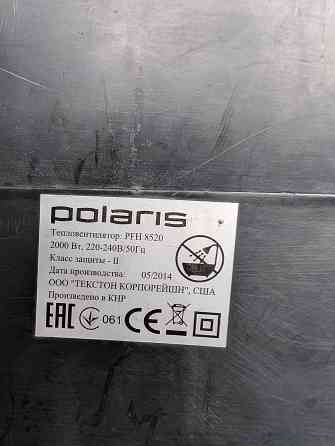 polaris
Тепловентилятор: PFH 8520
2000 Вт, 220-240В/50Гц
Класс защиты - II
Дата производства: 05/2014
ООО "ТЕКСТОН КОРПОРЕЙШН", США
Произведено в КНР
EAC 061 CE